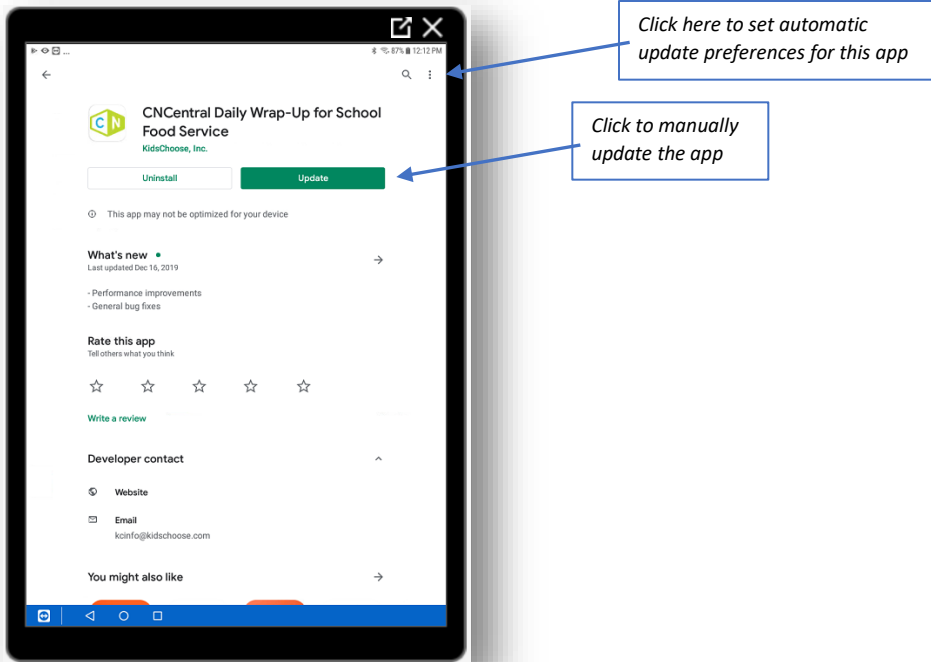 Click here to set automatic
update preferences for this app
87% 12:12 PM
CN
CNCentral Daily Wrap-Up for School
Food Service
KidsChoose, Inc.
Click to manually
update the app
Uninstall
Update
This app may not be optimized for your device
What's new
Last updated Dec 16, 2019
- Performance improvements
- General bug fixes
Rate this app
Tell others what you think
Write a review
Developer contact
Website
Email
kcinfo@kidschoose.com
You might also like